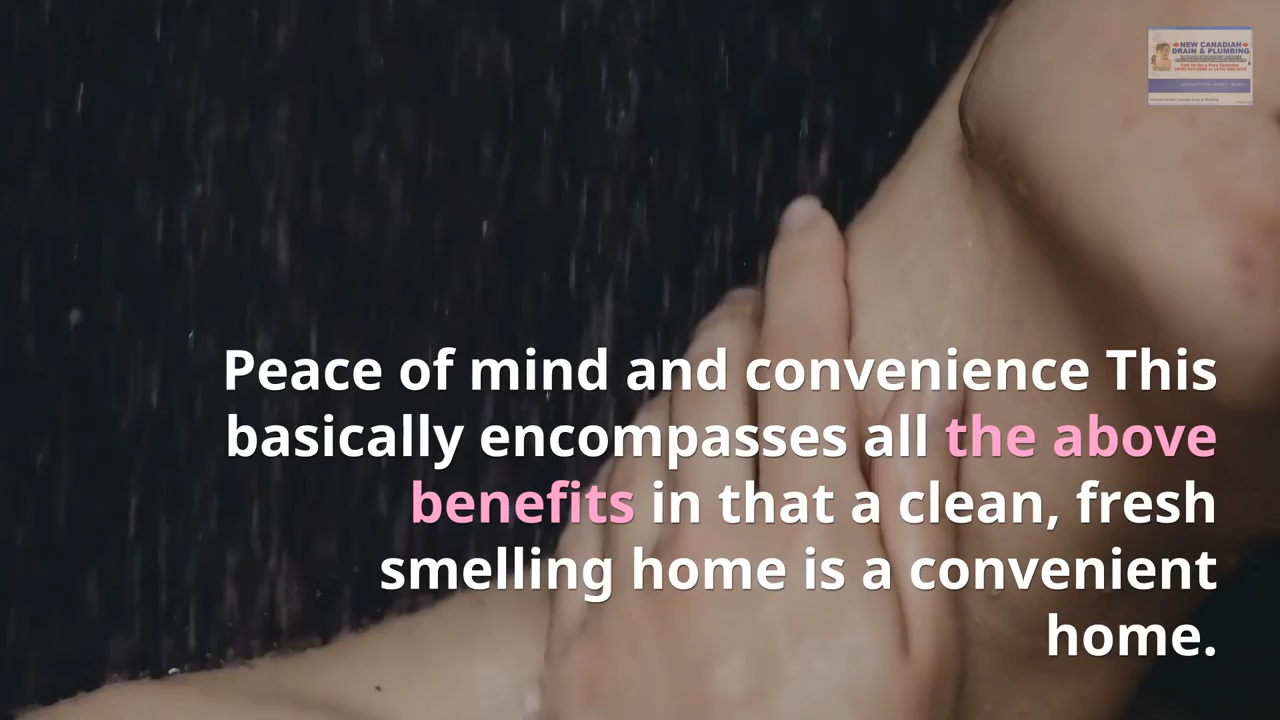 NEW CANADIAN
DRAIN & PLUMBING
Peace of mind and convenience This
basically encompasses all the above
benefits in that a clean, fresh
smelling home is a convenient
home.